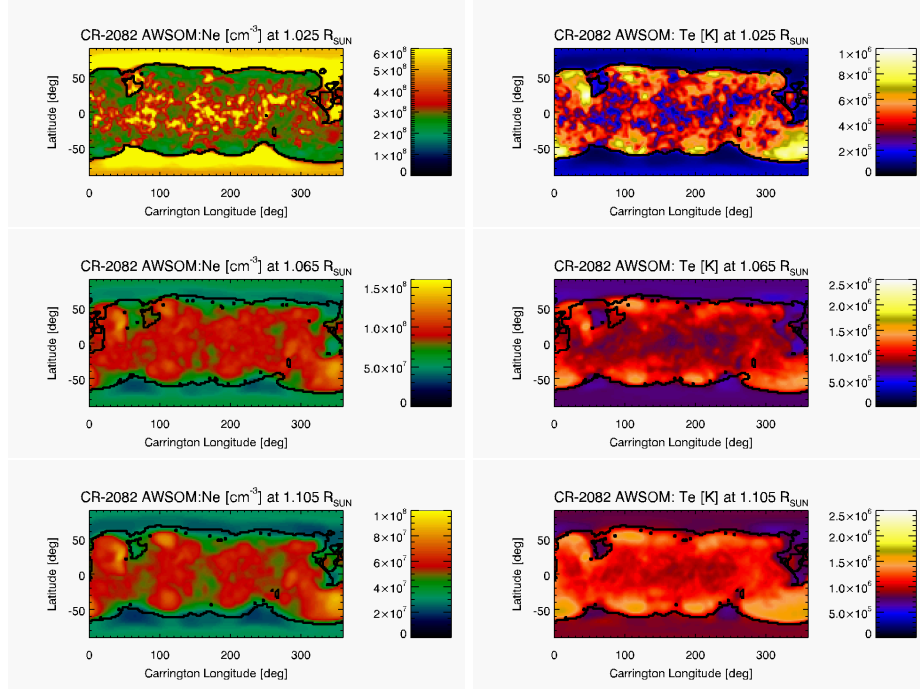 CR-2082 AWSOM:Ne [cm⁻³] at 1.025 R_SUN
Latitude [deg]
50
0
-50
0 100 200 300
Carrington Longitude [deg]
6×10⁸
5×10⁸
4×10⁸
3×10⁸
2×10⁸
1×10⁸
0
CR-2082 AWSOM: Te [K] at 1.025 R_SUN
Latitude [deg]
50
0
-50
0 100 200 300
Carrington Longitude [deg]
1×10⁶
8×10⁵
6×10⁵
4×10⁵
2×10⁵
0
CR-2082 AWSOM:Ne [cm⁻³] at 1.065 R_SUN
Latitude [deg]
50
0
-50
0 100 200 300
Carrington Longitude [deg]
1.5×10⁸
1.0×10⁸
5.0×10⁷
0
CR-2082 AWSOM: Te [K] at 1.065 R_SUN
Latitude [deg]
50
0
-50
0 100 200 300
Carrington Longitude [deg]
2.5×10⁶
2.0×10⁶
1.5×10⁶
1.0×10⁶
5.0×10⁵
0
CR-2082 AWSOM:Ne [cm⁻³] at 1.105 R_SUN
Latitude [deg]
50
0
-50
0 100 200 300
Carrington Longitude [deg]
1×10⁸
8×10⁷
6×10⁷
4×10⁷
2×10⁷
0
CR-2082 AWSOM: Te [K] at 1.105 R_SUN
Latitude [deg]
50
0
-50
0 100 200 300
Carrington Longitude [deg]
2.5×10⁶
2.0×10⁶
1.5×10⁶
1.0×10⁶
5.0×10⁵
0